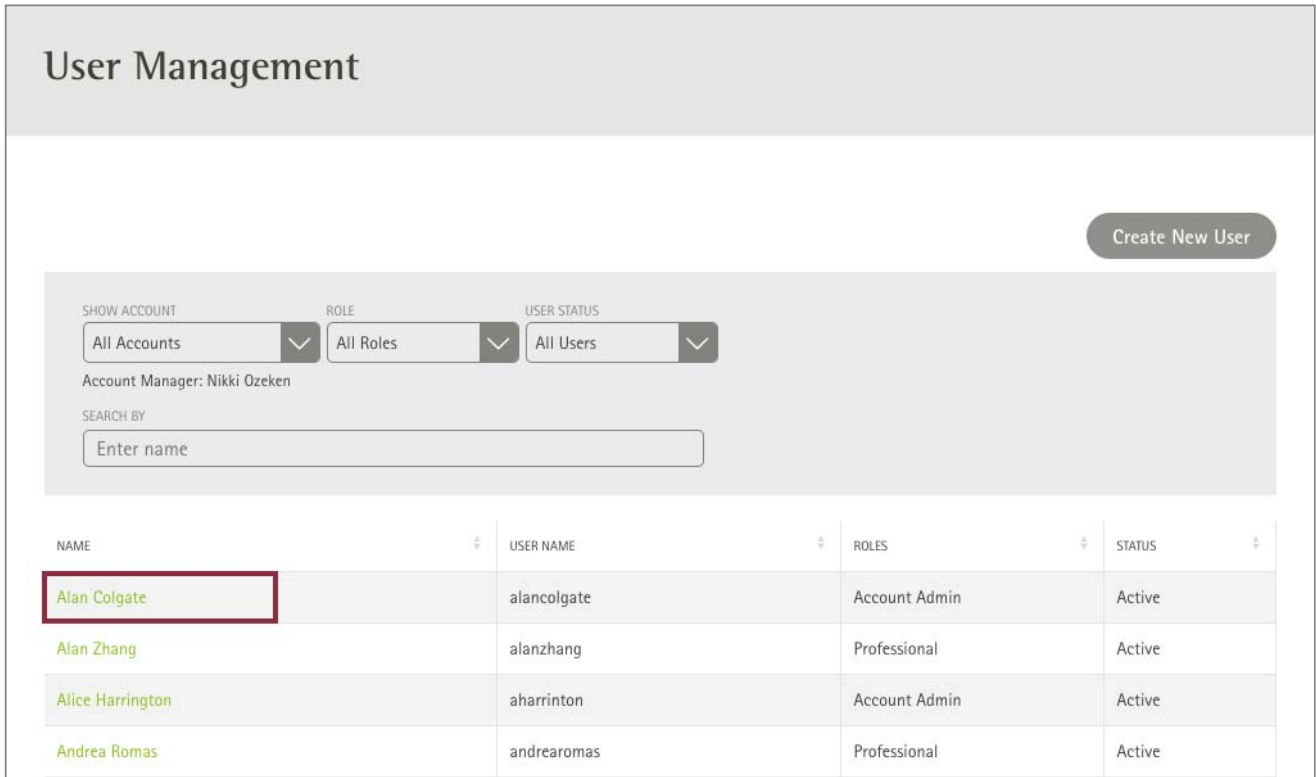 User Management
Create New User
SHOW ACCOUNT ROLE USER STATUS
All Accounts All Roles All Users
Account Manager: Nikki Ozeken
SEARCH BY
Enter name
NAME USER NAME ROLES STATUS
Alan Colgate alancolgate Account Admin Active
Alan Zhang alanzhang Professional Active
Alice Harrington aharrinton Account Admin Active
Andrea Romas andrearomas Professional Active